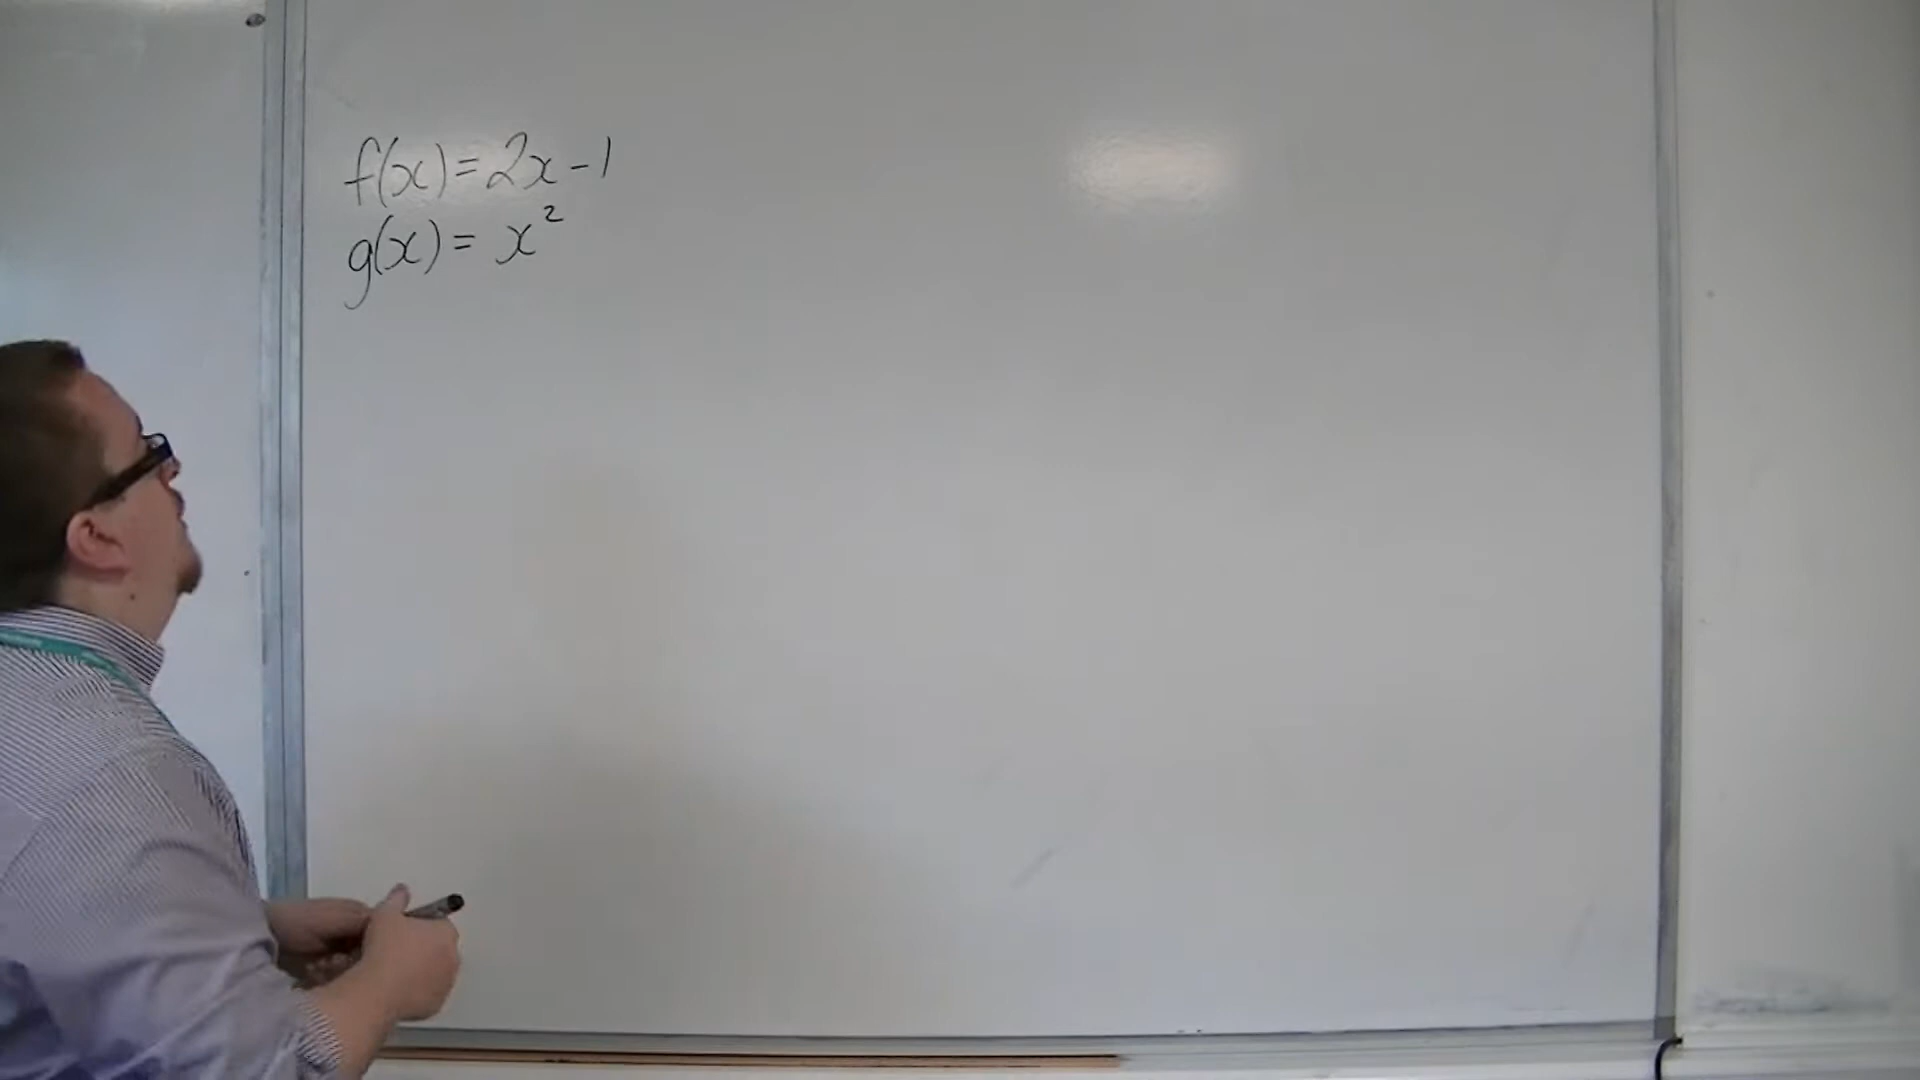 f(x) = 2x - 1
g(x) = x²